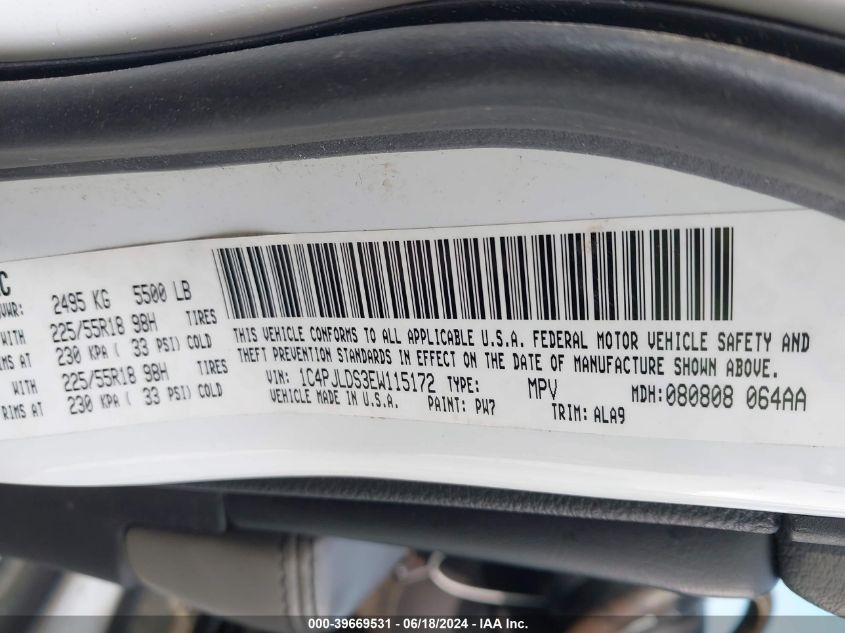 C
GVWR: 2495 KG 5500 LB
WITH 225/55R18 98H TIRES
RIMS AT 230 KPA ( 33 PSI) COLD
WITH 225/55R18 98H TIRES
RIMS AT 230 KPA ( 33 PSI) COLD
THIS VEHICLE CONFORMS TO ALL APPLICABLE U.S.A. FEDERAL MOTOR VEHICLE SAFETY AND
THEFT PREVENTION STANDARDS IN EFFECT ON THE DATE OF MANUFACTURE SHOWN ABOVE.
VIN: 1C4PJLDS3EW115172 TYPE: MPV MDH:080808 064AA
VEHICLE MADE IN U.S.A. PAINT: PW7 TRIM: ALA9
000-39669531 - 06/18/2024 - IAA Inc.